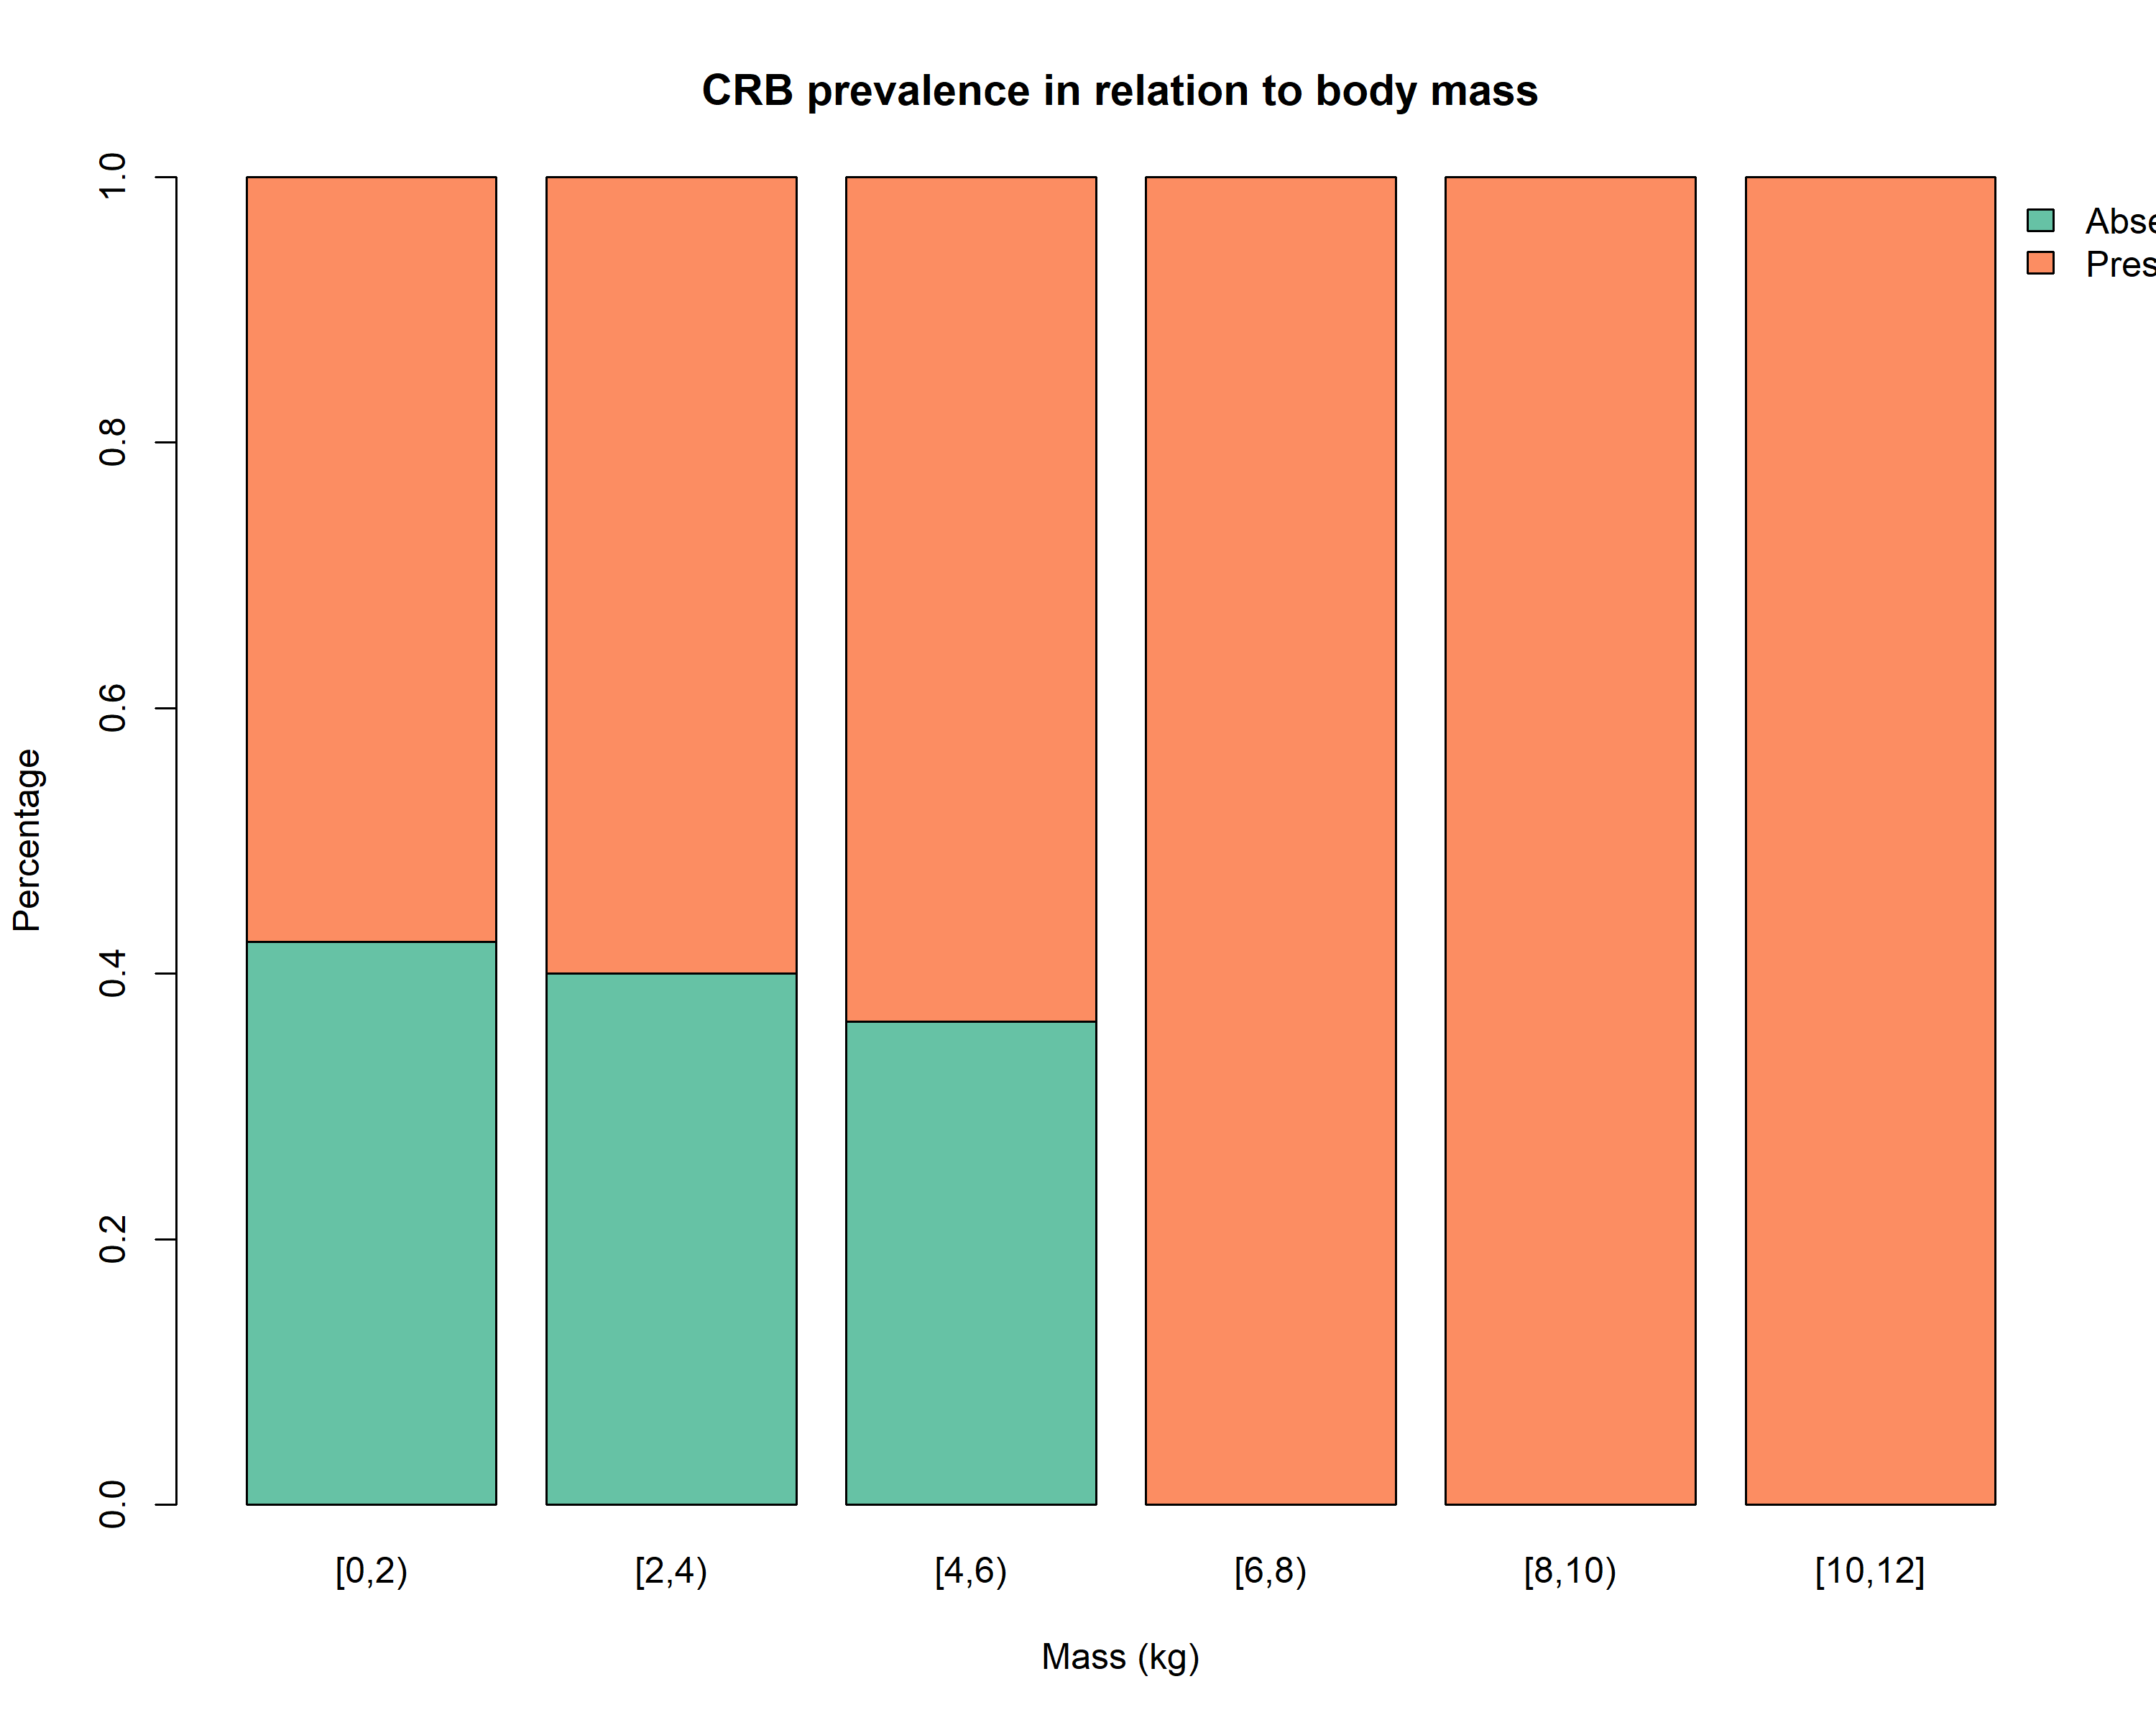 CRB prevalence in relation to body mass
1.0
0.8
0.6
0.4
0.2
0.0
Percentage
Abse
Pres
[0,2)
[2,4)
[4,6)
[6,8)
[8,10)
[10,12]
Mass (kg)